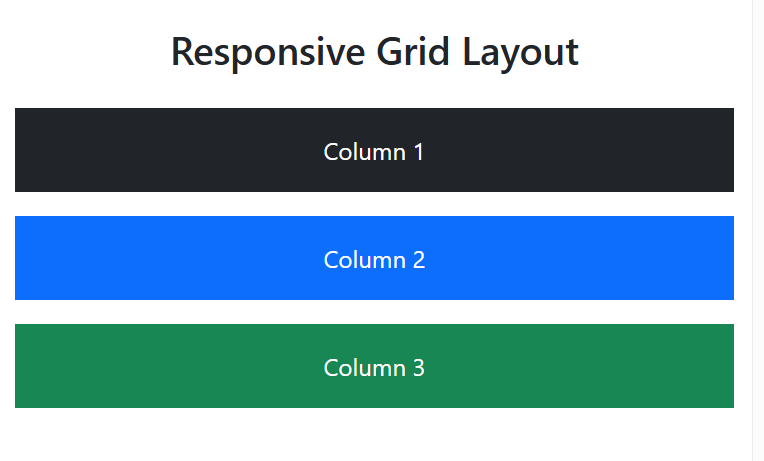 Responsive Grid Layout
Column 1
Column 2
Column 3